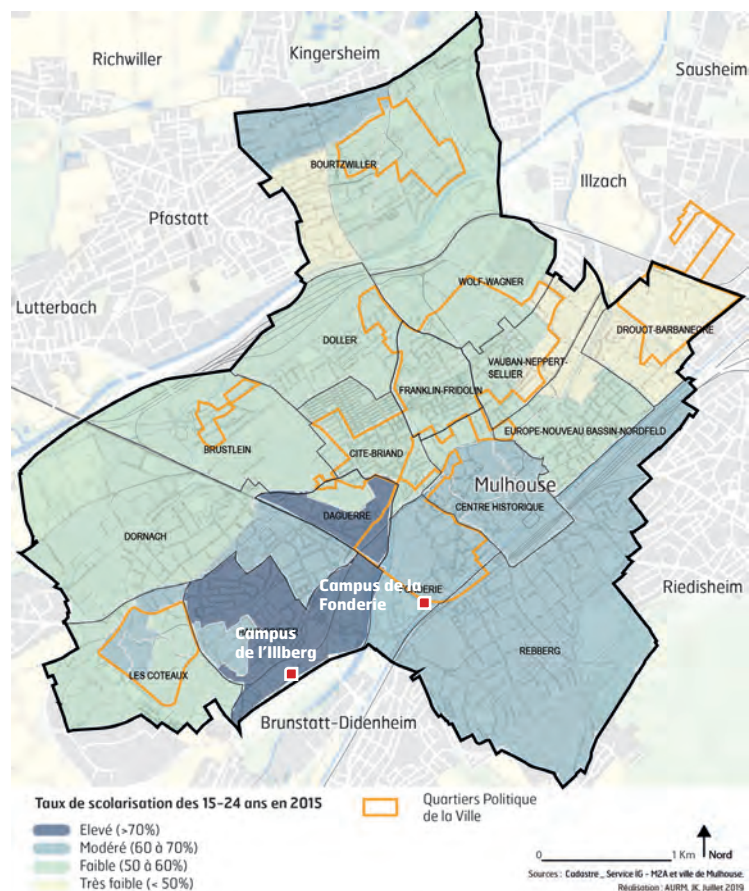 Richwiller
Kingersheim
Sausheim
BOURTZWILLER
Illzach
Pfastatt
WOLF-WAGNER
Lutterbach
DROUOT-BARBANEGRE
DOLLER
VAUBAN-NEPPERT-
SELLIER
FRANKLIN-FRIDOLIN
EUROPE-NOUVEAU BASSIN-NORDFELD
BRUSTLEIN
CITE-BRIAND
Mulhouse
CENTRE HISTORIQUE
DAGUERRE
DORNACH
Campus de la
Fonderie
Riedisheim
Campus
de l'Illberg
REBBERG
LES COTEAUX
Brunstatt-Didenheim
Taux de scolarisation des 15-24 ans en 2015
Elevé (>70%)
Modéré (60 à 70%)
Faible (50 à 60%)
Très faible (< 50%)
Quartiers Politique
de la Ville
0 1 Km Nord
Sources : Cadastre _ Service IG - M2A et ville de Mulhouse.
Réalisation : AURM, JK, Juillet 2019